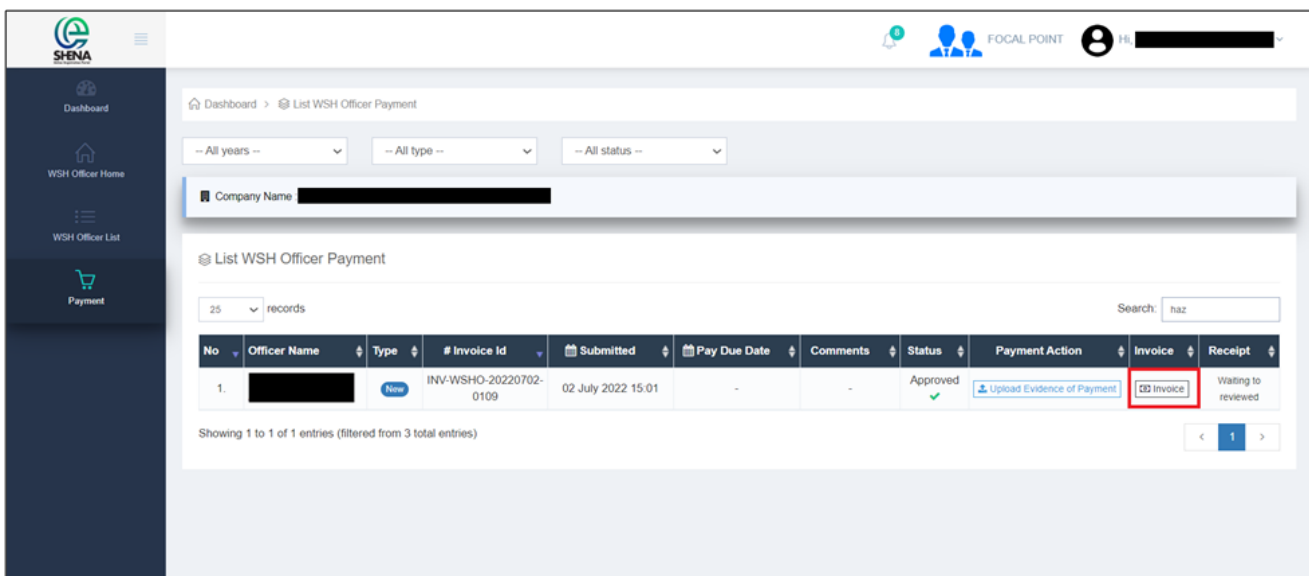 SHENA
8
FOCAL POINT
Hi,
Dashboard
WSH Officer Home
WSH Officer List
Payment
Dashboard > List WSH Officer Payment
-- All years --
-- All type --
-- All status --
Company Name :
List WSH Officer Payment
25 records
Search: haz
No Officer Name Type # Invoice Id Submitted Pay Due Date Comments Status Payment Action Invoice Receipt
1. New INV-WSHO-20220702-0109 02 July 2022 15:01 - - Approved Upload Evidence of Payment Invoice Waiting to reviewed
Showing 1 to 1 of 1 entries (filtered from 3 total entries)
< 1 >